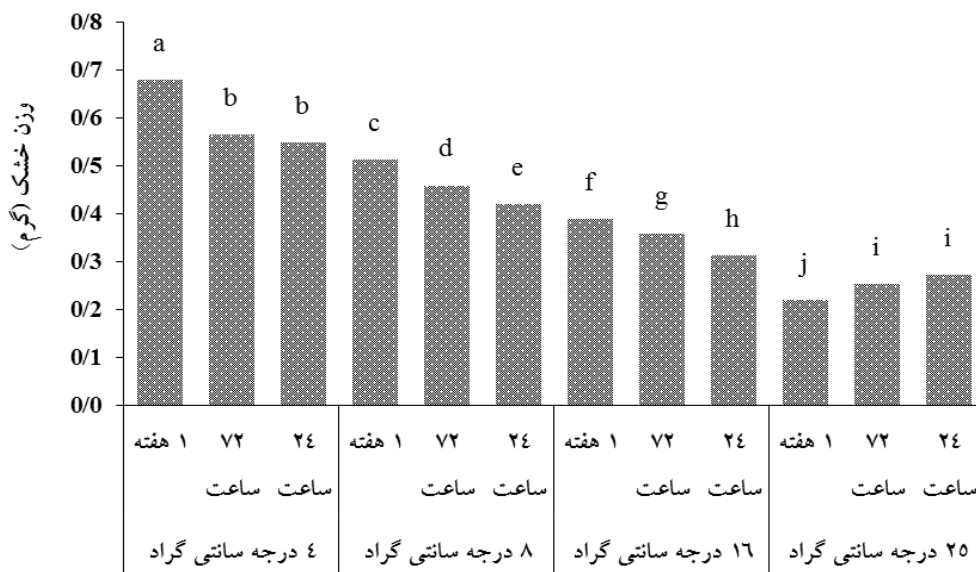 وزن خشک (گرم)
0/8
0/7
0/6
0/5
0/4
0/3
0/2
0/1
0/0
a
b
b
c
d
e
f
g
h
j
i
i
۱ هفته
۷۲ ساعت
۲٤ ساعت
۱ هفته
۷۲ ساعت
۲٤ ساعت
۱ هفته
۷۲ ساعت
۲٤ ساعت
۱ هفته
۷۲ ساعت
۲٤ ساعت
٤ درجه سانتی گراد
۸ درجه سانتی گراد
۱٦ درجه سانتی گراد
۲٥ درجه سانتی گراد